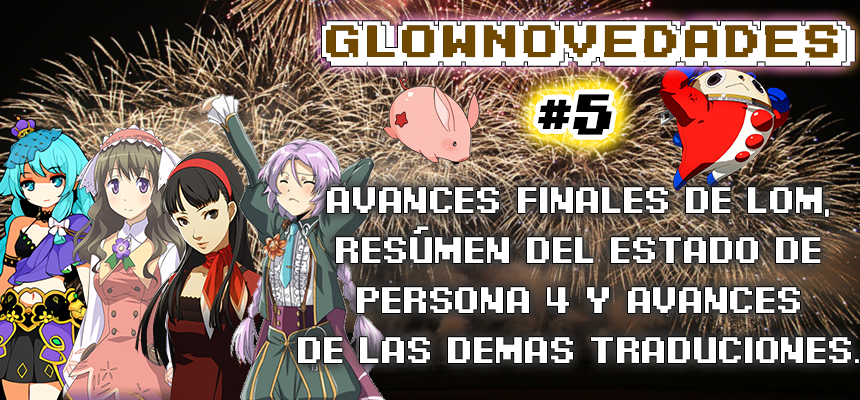 GLOWNOVEDADES
#5
AVANCES FINALES DE LOM,
RESÚMEN DEL ESTADO DE
PERSONA 4 Y AVANCES
DE LAS DEMAS TRADUCIONES.